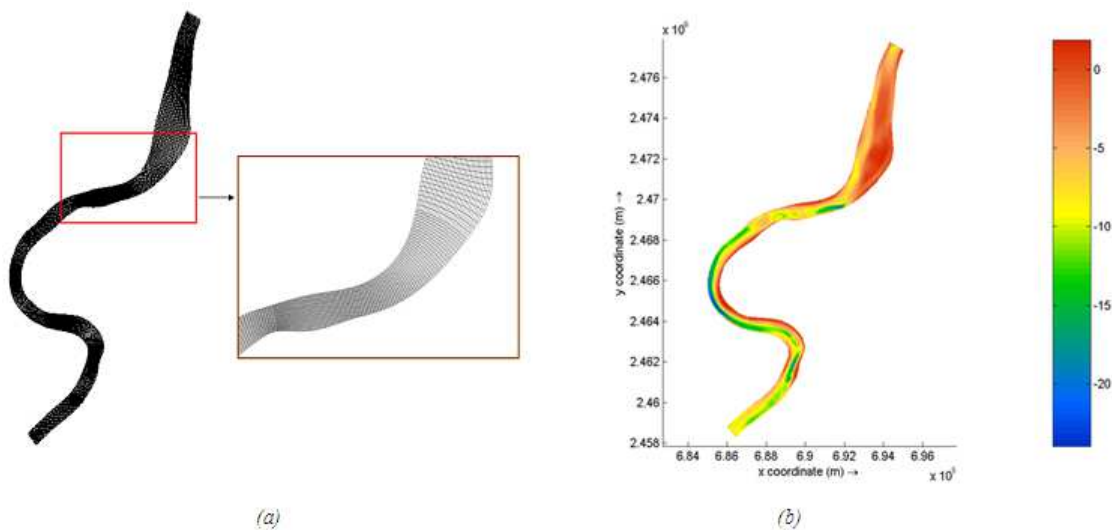 x 10⁶
2.476
2.474
2.472
2.47
2.468
2.466
2.464
2.462
2.46
2.458
y coordinate (m) →
6.84 6.86 6.88 6.9 6.92 6.94 6.96
x coordinate (m) →
x 10⁵
0
-5
-10
-15
-20
(a)
(b)